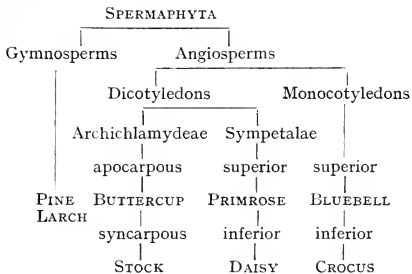 SPERMAPHYTA
Gymnosperms Angiosperms
Dicotyledons Monocotyledons
Archichlamydeae Sympetalae
apocarpous superior superior
PINE BUTTERCUP PRIMROSE BLUEBELL
LARCH
syncarpous inferior inferior
STOCK DAISY CROCUS